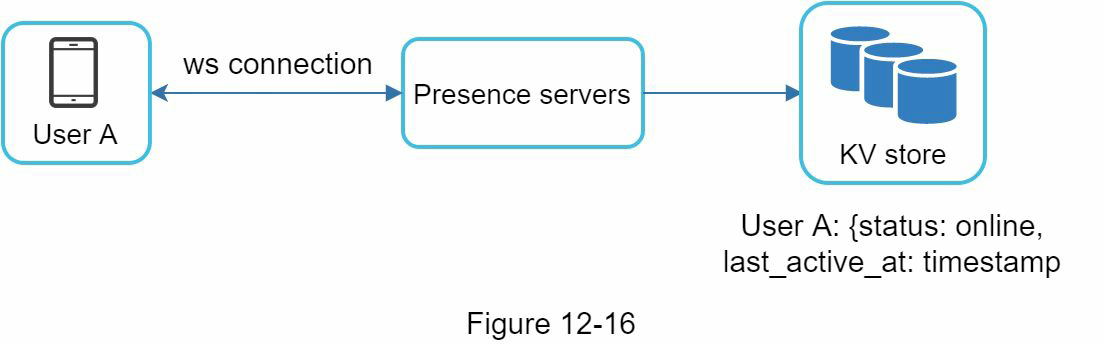 ws connection
User A
Presence servers
KV store
User A: {status: online,
last_active_at: timestamp
Figure 12-16